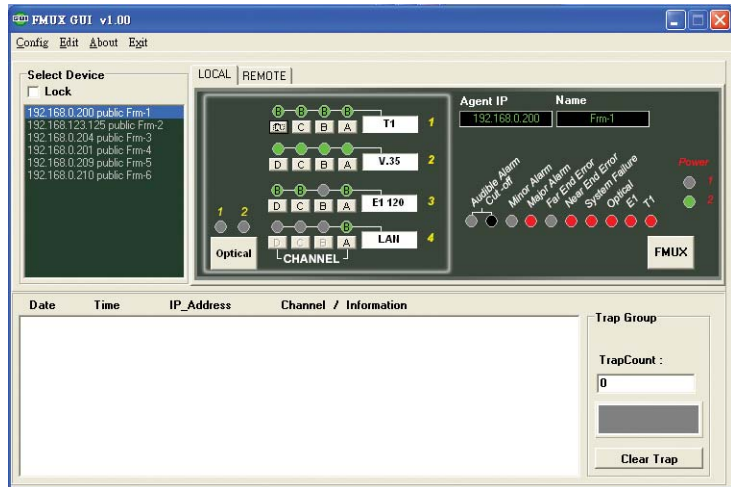 GUI FMUX GUI v1.00
Config Edit About Exit
Select Device
Lock
192.168.0.200 public Frm-1
192.168.123.125 public Frm-2
192.168.0.204 public Frm-3
192.168.0.201 public Frm-4
192.168.0.209 public Frm-5
192.168.0.210 public Frm-6
LOCAL REMOTE
B B B B
C B A T1 1
D C B A V.35 2
B B B
D C B A E1 120 3
B
D C B A LAN 4
CHANNEL
1 2
Optical
Agent IP Name
192.168.0.200 Frm-1
Audible Alarm
Cut-off
Minor Alarm
Major Alarm
Far End Error
Near End Error
System Failure
Optical
E1
T1
Power
1
2
FMUX
Date Time IP_Address Channel / Information
Trap Group
TrapCount :
0
Clear Trap